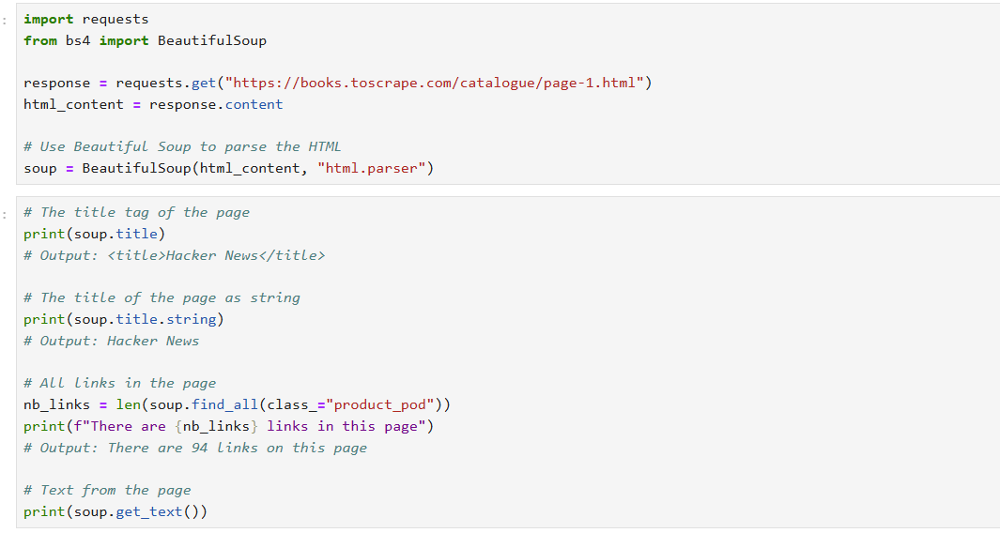 import requests
from bs4 import BeautifulSoup
response = requests.get("https://books.toscrape.com/catalogue/page-1.html")
html_content = response.content
# Use Beautiful Soup to parse the HTML
soup = BeautifulSoup(html_content, "html.parser")
# The title tag of the page
print(soup.title)
# Output: <title>Hacker News</title>
# The title of the page as string
print(soup.title.string)
# Output: Hacker News
# All links in the page
nb_links = len(soup.find_all(class_="product_pod"))
print(f"There are {nb_links} links in this page")
# Output: There are 94 links on this page
# Text from the page
print(soup.get_text())